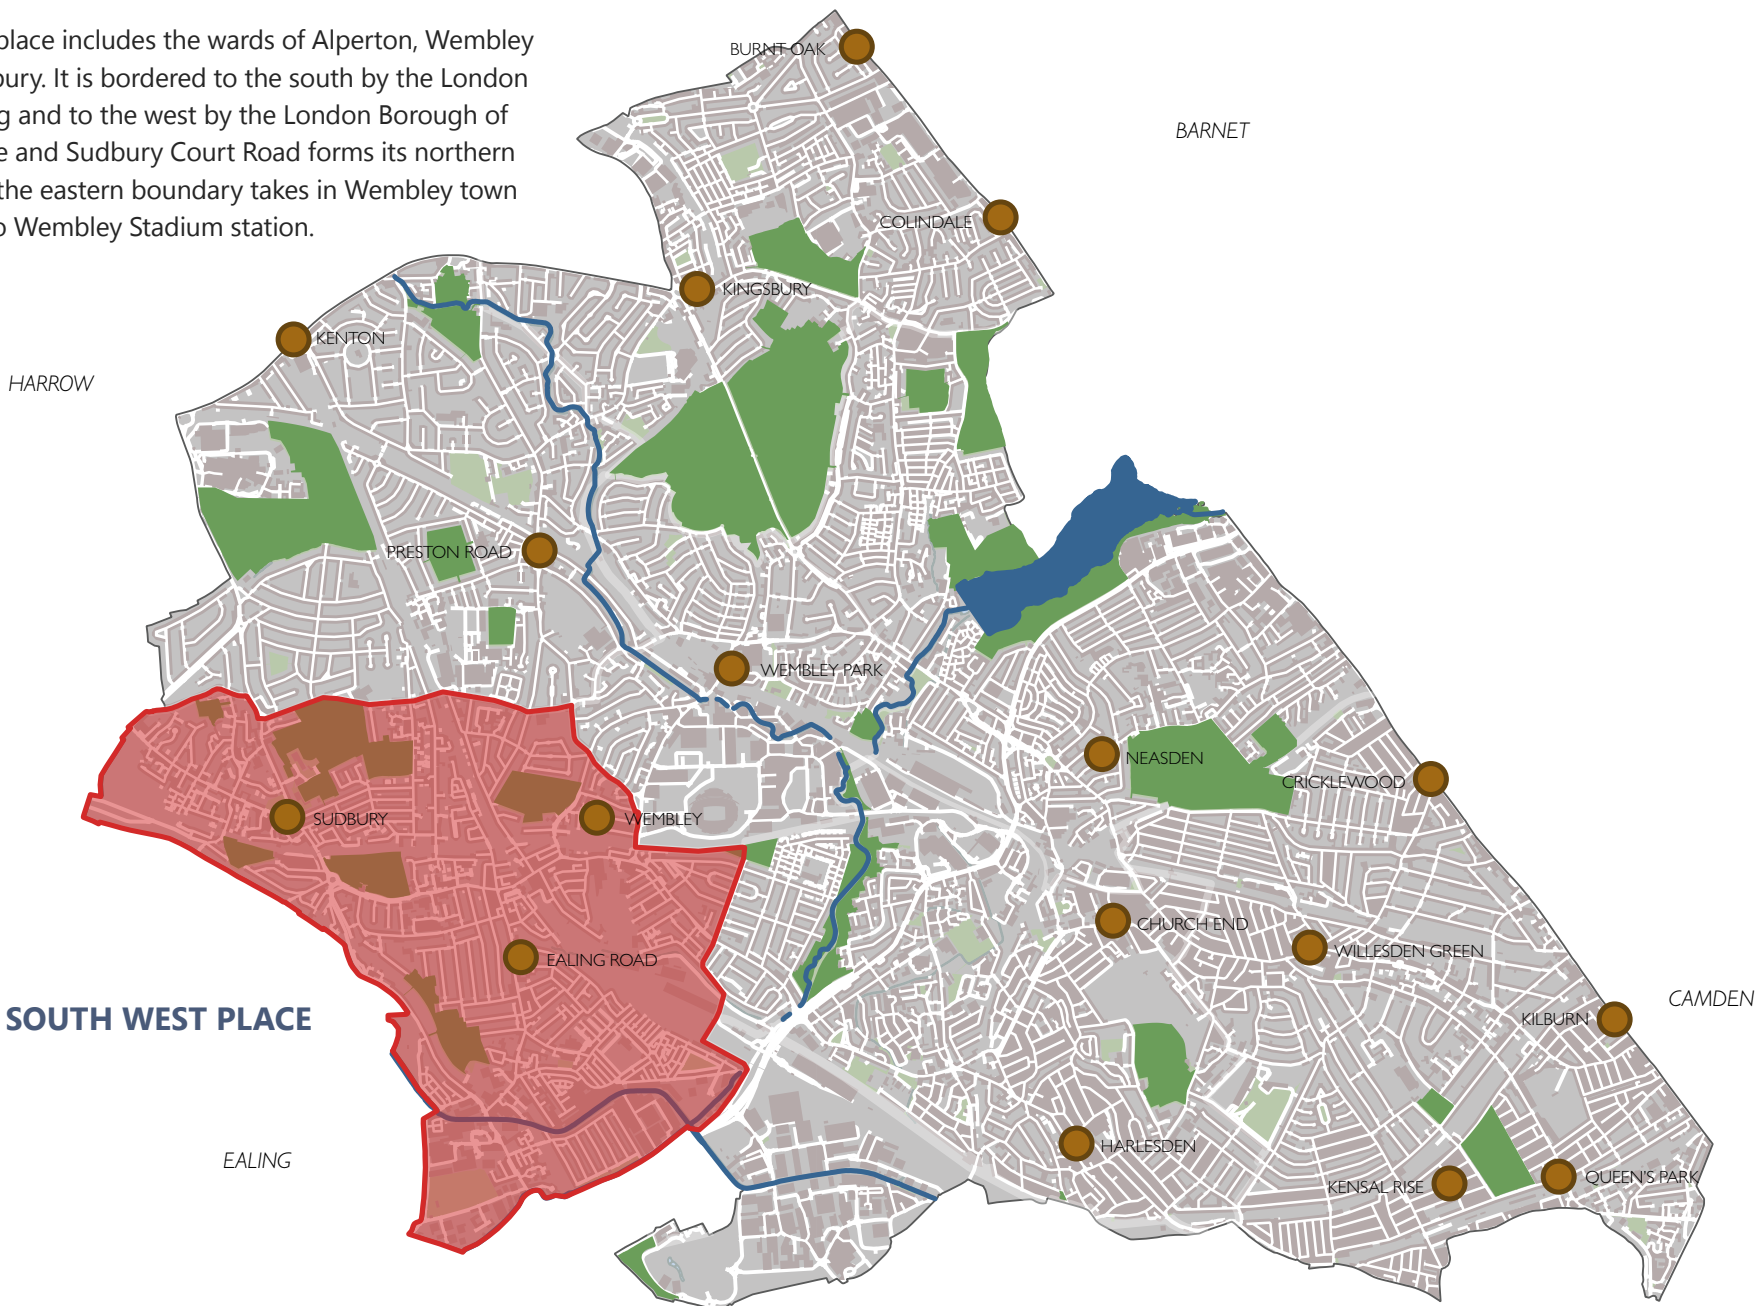 place includes the wards of Alperton, Wembley
bury. It is bordered to the south by the London
g and to the west by the London Borough of
e and Sudbury Court Road forms its northern
the eastern boundary takes in Wembley town
o Wembley Stadium station.
BURNT OAK
BARNET
COLINDALE
KINGSBURY
KENTON
HARROW
PRESTON ROAD
WEMBLEY PARK
NEASDEN
CRICKLEWOOD
SUDBURY
WEMBLEY
CHURCH END
WILLESDEN GREEN
EALING ROAD
CAMDEN
SOUTH WEST PLACE
KILBURN
HARLESDEN
EALING
KENSAL RISE
QUEEN'S PARK